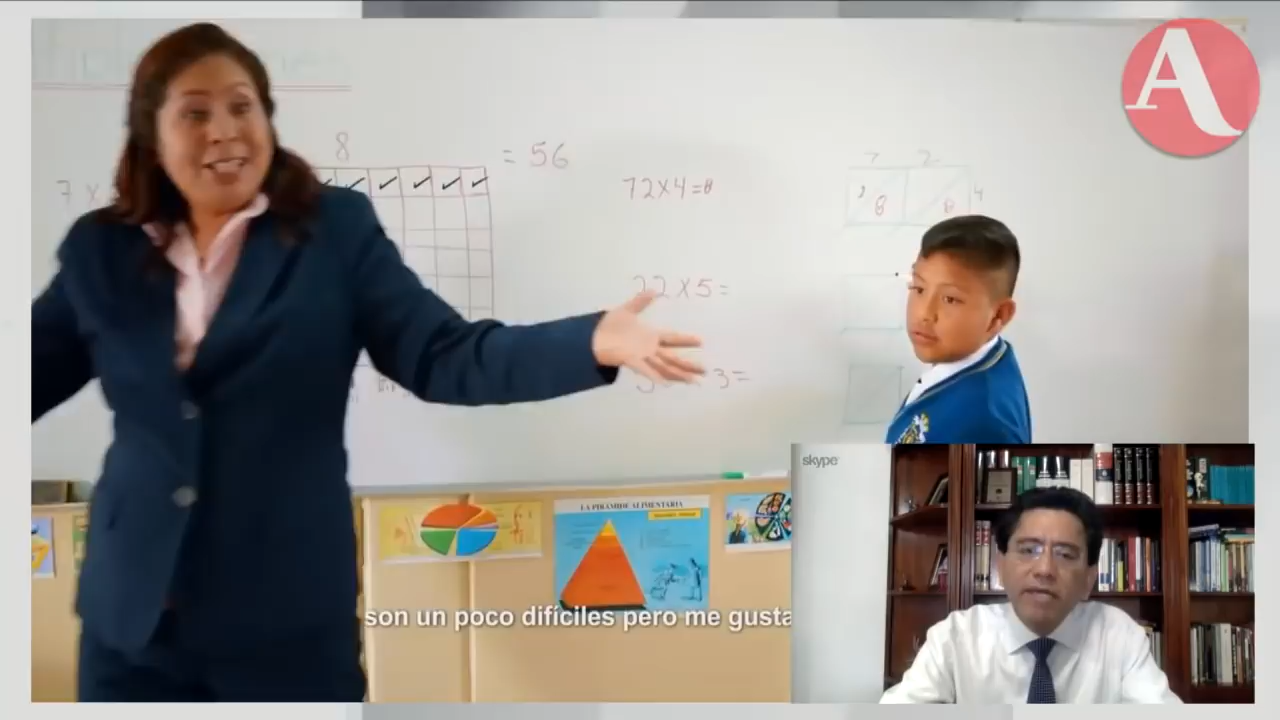 A
8
= 56
7 X
72X4=8
7 2
8 8 4
22X5=
3=
skype
LA PIRAMIDE ALIMENTARIA
son un poco difíciles pero me gusta